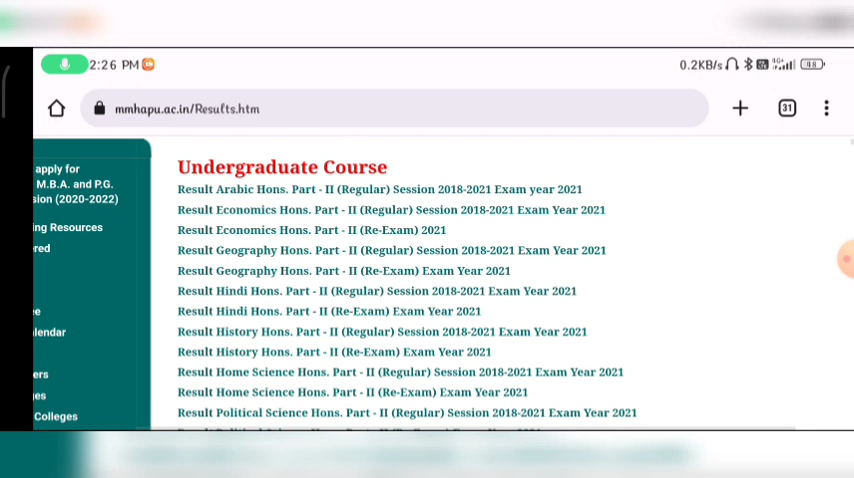 2:26 PM
0.2KB/s 4G+ 98
mmhapu.ac.in/Results.htm
31
apply for
M.B.A. and P.G.
sion (2020-2022)
ing Resources
red
e
lendar
ers
es
Colleges
Undergraduate Course
Result Arabic Hons. Part - II (Regular) Session 2018-2021 Exam year 2021
Result Economics Hons. Part - II (Regular) Session 2018-2021 Exam Year 2021
Result Economics Hons. Part - II (Re-Exam) 2021
Result Geography Hons. Part - II (Regular) Session 2018-2021 Exam Year 2021
Result Geography Hons. Part - II (Re-Exam) Exam Year 2021
Result Hindi Hons. Part - II (Regular) Session 2018-2021 Exam Year 2021
Result Hindi Hons. Part - II (Re-Exam) Exam Year 2021
Result History Hons. Part - II (Regular) Session 2018-2021 Exam Year 2021
Result History Hons. Part - II (Re-Exam) Exam Year 2021
Result Home Science Hons. Part - II (Regular) Session 2018-2021 Exam Year 2021
Result Home Science Hons. Part - II (Re-Exam) Exam Year 2021
Result Political Science Hons. Part - II (Regular) Session 2018-2021 Exam Year 2021